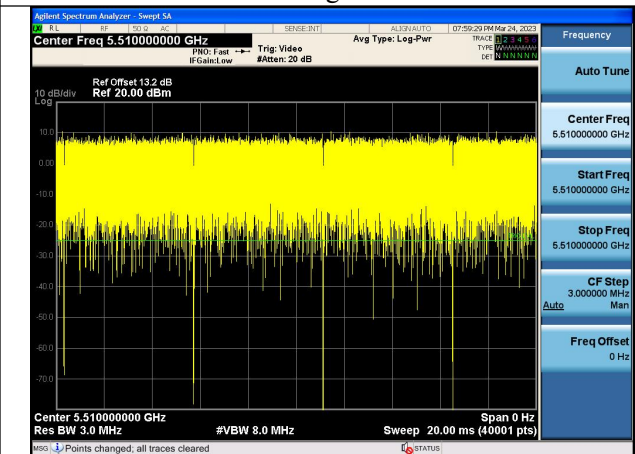 Agilent Spectrum Analyzer - Swept SA
RL RF 50 Ω AC SENSE:INT ALIGN AUTO 07:59:29 PM Mar 24, 2023
Center Freq 5.510000000 GHz
PNO: Fast
IFGain:Low
Trig: Video
#Atten: 20 dB
Avg Type: Log-Pwr
TRACE 1 2 3 4 5 6
TYPE
DET N N N N N N
Ref Offset 13.2 dB
Ref 20.00 dBm
10 dB/div
Log
10.0
0.00
-10.0
-20.0
-30.0
-40.0
-50.0
-60.0
-70.0
Center 5.510000000 GHz
Span 0 Hz
Res BW 3.0 MHz
#VBW 8.0 MHz
Sweep 20.00 ms (40001 pts)
MSG Points changed; all traces cleared
STATUS
Frequency
Auto Tune
Center Freq
5.510000000 GHz
Start Freq
5.510000000 GHz
Stop Freq
5.510000000 GHz
CF Step
3.000000 MHz
Auto Man
Freq Offset
0 Hz